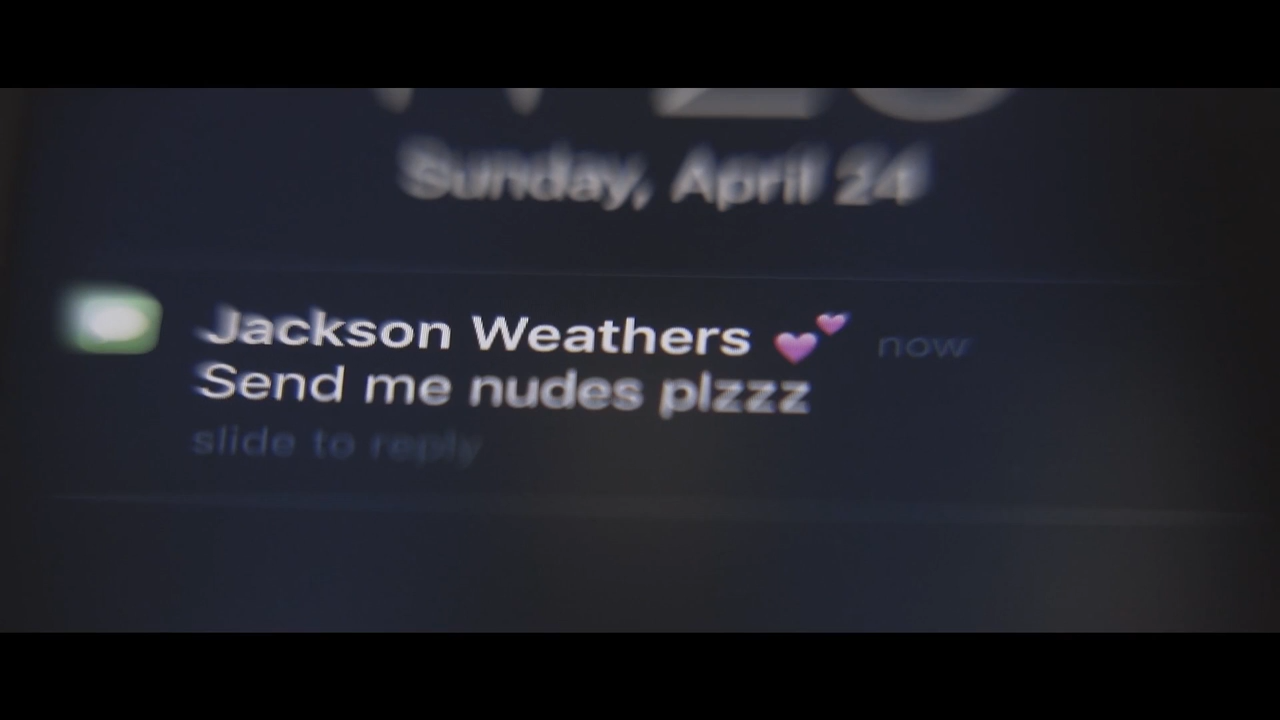 Sunday, April 24
Jackson Weathers 💕 now
Send me nudes plzzz
slide to reply